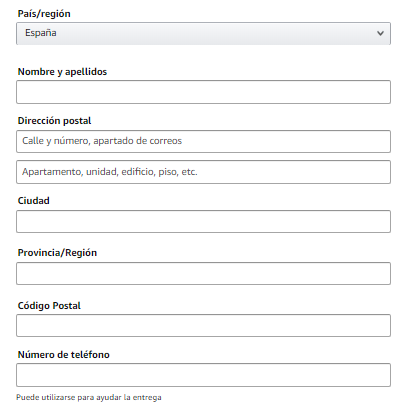 País/región
España
Nombre y apellidos
Dirección postal
Calle y número, apartado de correos
Apartamento, unidad, edificio, piso, etc.
Ciudad
Provincia/Región
Código Postal
Número de teléfono
Puede utilizarse para ayudar la entrega